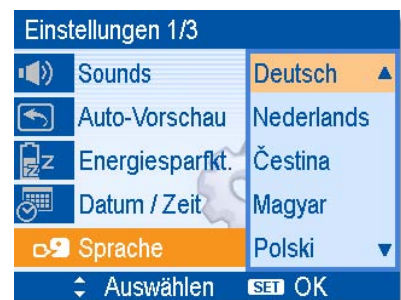 Einstellungen 1/3
Sounds
Auto-Vorschau
Energiesparfkt.
Datum / Zeit
Sprache
Deutsch
Nederlands
Čestina
Magyar
Polski
Auswählen SET OK